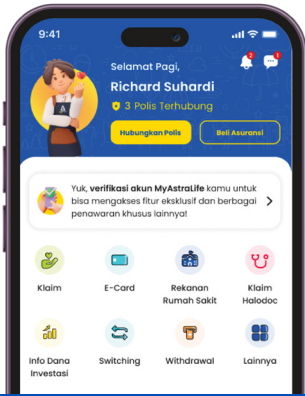 9:41
Selamat Pagi,
Richard Suhardi
3 Polis Terhubung
Hubungkan Polis
Beli Asuransi
Yuk, verifikasi akun MyAstraLife kamu untuk
bisa mengakses fitur eksklusif dan berbagai
penawaran khusus lainnya!
Klaim
E-Card
Rekanan
Rumah Sakit
Klaim
Halodoc
Info Dana
Investasi
Switching
Withdrawal
Lainnya